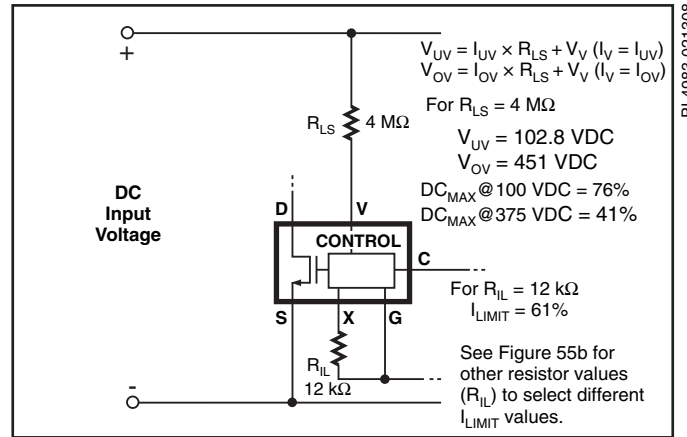 +
V_UV = I_UV × R_LS + V_V (I_V = I_UV)
V_OV = I_OV × R_LS + V_V (I_V = I_OV)
For R_LS = 4 MΩ
R_LS 4 MΩ
V_UV = 102.8 VDC
V_OV = 451 VDC
DC_MAX @100 VDC = 76%
DC_MAX @375 VDC = 41%
DC
Input
Voltage
D V
CONTROL
C
For R_IL = 12 kΩ
I_LIMIT = 61%
S X G
R_IL
12 kΩ
See Figure 55b for
other resistor values
(R_IL) to select different
I_LIMIT values.
-